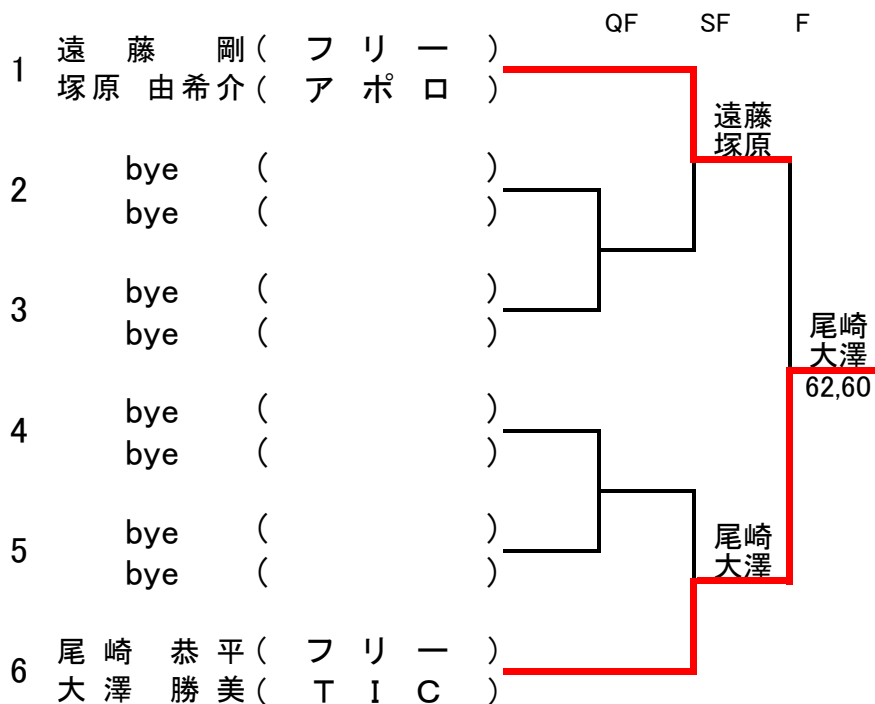 QF SF F
1
遠 藤 剛 ( フ リ ー )
塚原 由希介 ( ア ポ ロ )
2
bye ( )
bye ( )
3
bye ( )
bye ( )
4
bye ( )
bye ( )
5
bye ( )
bye ( )
6
尾 崎 恭 平 ( フ リ ー )
大 澤 勝 美 ( T I C )
遠藤
塚原
尾崎
大澤
尾崎
大澤
62,60